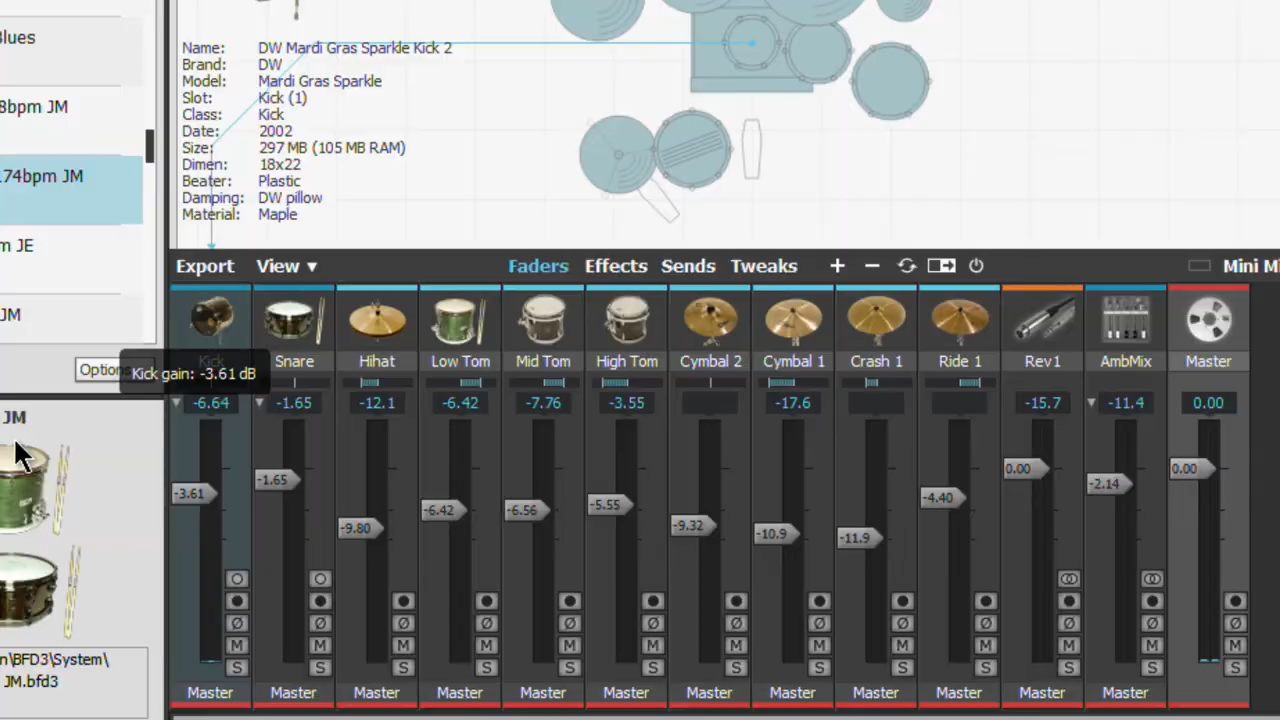 Blues
8bpm JM
174bpm JM
m JE
JM
Options
JM
n\BFD3\System\
JM.bfd3
Name: DW Mardi Gras Sparkle Kick 2
Brand: DW
Model: Mardi Gras Sparkle
Slot: Kick (1)
Class: Kick
Date: 2002
Size: 297 MB (105 MB RAM)
Dimen: 18x22
Beater: Plastic
Damping: DW pillow
Material: Maple
Export View ▾ Faders Effects Sends Tweaks + − Mini Mi
Kick Snare Hihat Low Tom Mid Tom High Tom Cymbal 2 Cymbal 1 Crash 1 Ride 1 Rev1 AmbMix Master
Kick gain: -3.61 dB
-6.64 -1.65 -12.1 -6.42 -7.76 -3.55 -17.6 -15.7 -11.4 0.00
-3.61 -1.65 -9.80 -6.42 -6.56 -5.55 -9.32 -10.9 -11.9 -4.40 0.00 -2.14 0.00
Ø Ø Ø Ø Ø Ø Ø Ø Ø Ø Ø Ø Ø
M M M M M M M M M M M M M
S S S S S S S S S S S S S
Master Master Master Master Master Master Master Master Master Master Master Master